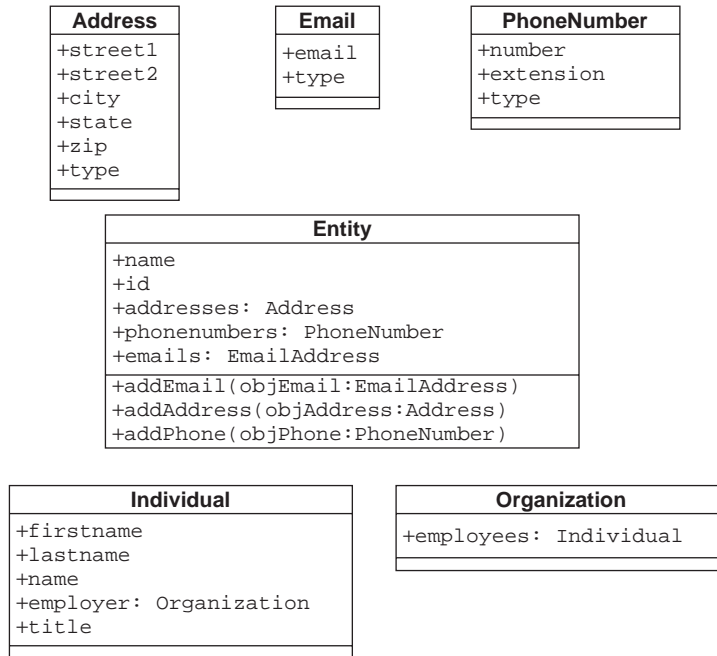 Address
+street1
+street2
+city
+state
+zip
+type
Email
+email
+type
PhoneNumber
+number
+extension
+type
Entity
+name
+id
+addresses: Address
+phonenumbers: PhoneNumber
+emails: EmailAddress
+addEmail(objEmail:EmailAddress)
+addAddress(objAddress:Address)
+addPhone(objPhone:PhoneNumber)
Individual
+firstname
+lastname
+name
+employer: Organization
+title
Organization
+employees: Individual